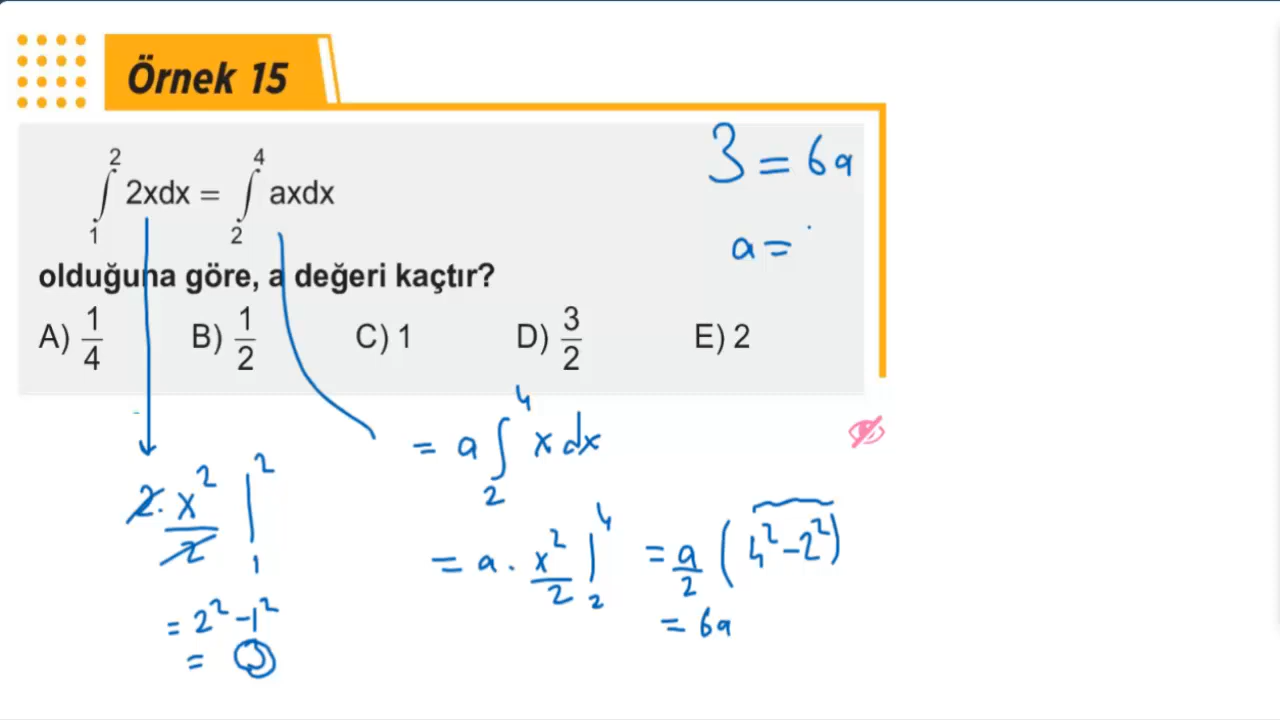 Örnek 15
∫₁² 2xdx = ∫₂⁴ axdx
olduğuna göre, a değeri kaçtır?
A) 1/4 B) 1/2 C) 1 D) 3/2 E) 2
3 = 6a
a =
2 . x²/2 |₁²
= 2² - 1²
= 3
= a ∫₂⁴ x dx
= a . x²/2 |₂⁴ = a/2 (4² - 2²)
= 6a